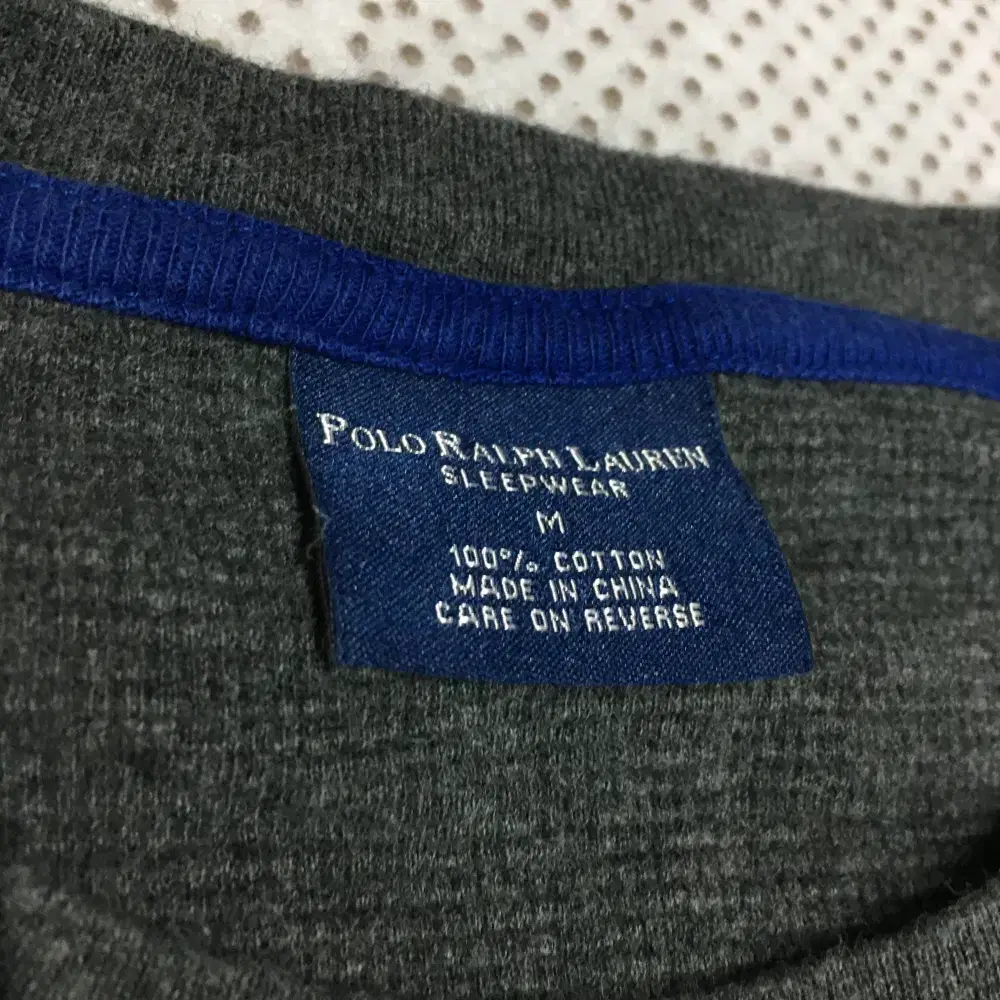 POLO RALPH LAUREN
SLEEPWEAR
M
100% COTTON
MADE IN CHINA
CARE ON REVERSE